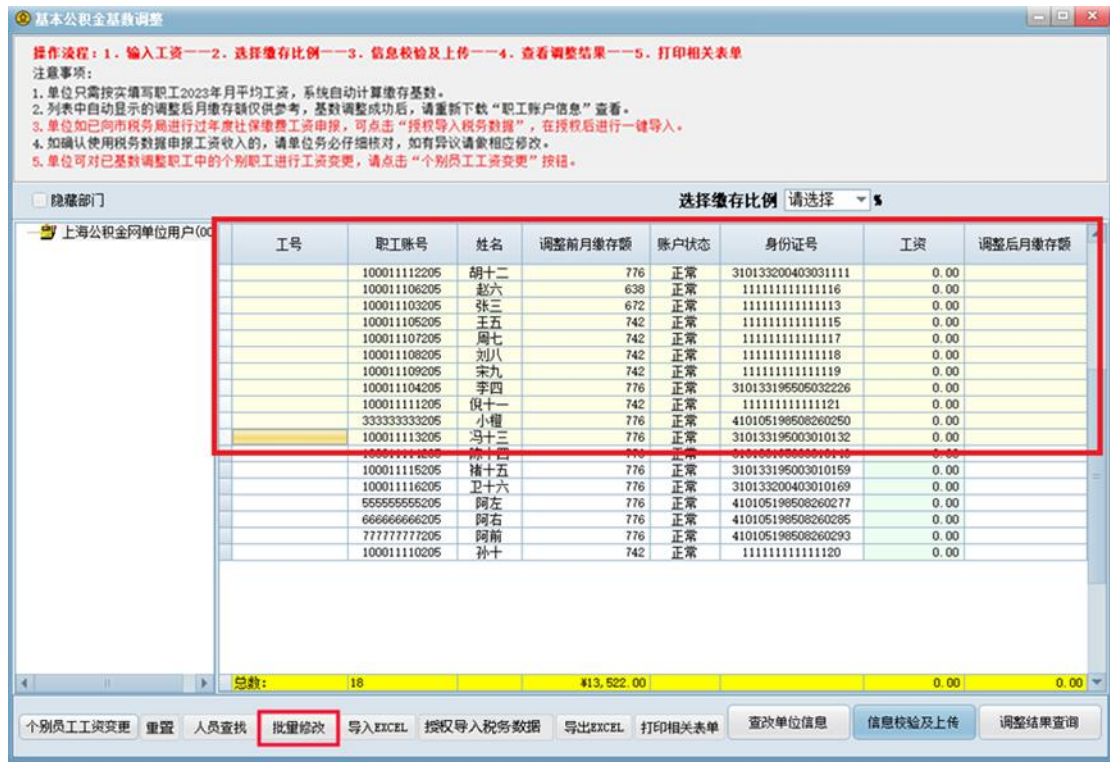 基本公积金基数调整
操作流程：1．输入工资——2．选择缴存比例——3．信息校验及上传——4．查看调整结果——5．打印相关表单
注意事项：
1.单位只需按实填写职工2023年月平均工资，系统自动计算缴存基数。
2.列表中自动显示的调整后月缴存额仅供参考，基数调整成功后，请重新下载“职工账户信息”查看。
3.单位如已向市税务局进行过年度社保缴费工资申报，可点击“授权导入税务数据”，在授权后进行一键导入。
4.如确认使用税务数据申报工资收入的，请单位务必仔细核对，如有异议请做相应修改。
5.单位可对已基数调整职工中的个别职工进行工资变更，请点击“个别员工工资变更”按钮。
隐藏部门 选择缴存比例 请选择 %
上海公积金网单位用户(00
工号 职工账号 姓名 调整前月缴存额 账户状态 身份证号 工资 调整后月缴存额
100011112205 胡十二 776 正常 310133200403031111 0.00
100011106205 赵六 638 正常 111111111111116 0.00
100011103205 张三 672 正常 111111111111113 0.00
100011105205 王五 742 正常 111111111111115 0.00
100011107205 周七 742 正常 111111111111117 0.00
100011108205 刘八 742 正常 111111111111118 0.00
100011109205 宋九 742 正常 111111111111119 0.00
100011104205 李四 776 正常 310133195505032226 0.00
100011111205 倪十一 742 正常 111111111111121 0.00
333333333205 小橙 776 正常 410105198508260250 0.00
100011113205 冯十三 776 正常 310133195003010132 0.00
100011115205 褚十五 776 正常 310133195003010159 0.00
100011116205 卫十六 776 正常 310133200403010169 0.00
555555555205 阿左 776 正常 410105198508260277 0.00
666666666205 阿右 776 正常 410105198508260285 0.00
777777777205 阿前 776 正常 410105198508260293 0.00
100011110205 孙十 742 正常 111111111111120 0.00
总数： 18 ¥13,522.00 0.00 0.00
个别员工工资变更 重置 人员查找 批量修改 导入EXCEL 授权导入税务数据 导出EXCEL 打印相关表单 查改单位信息 信息校验及上传 调整结果查询